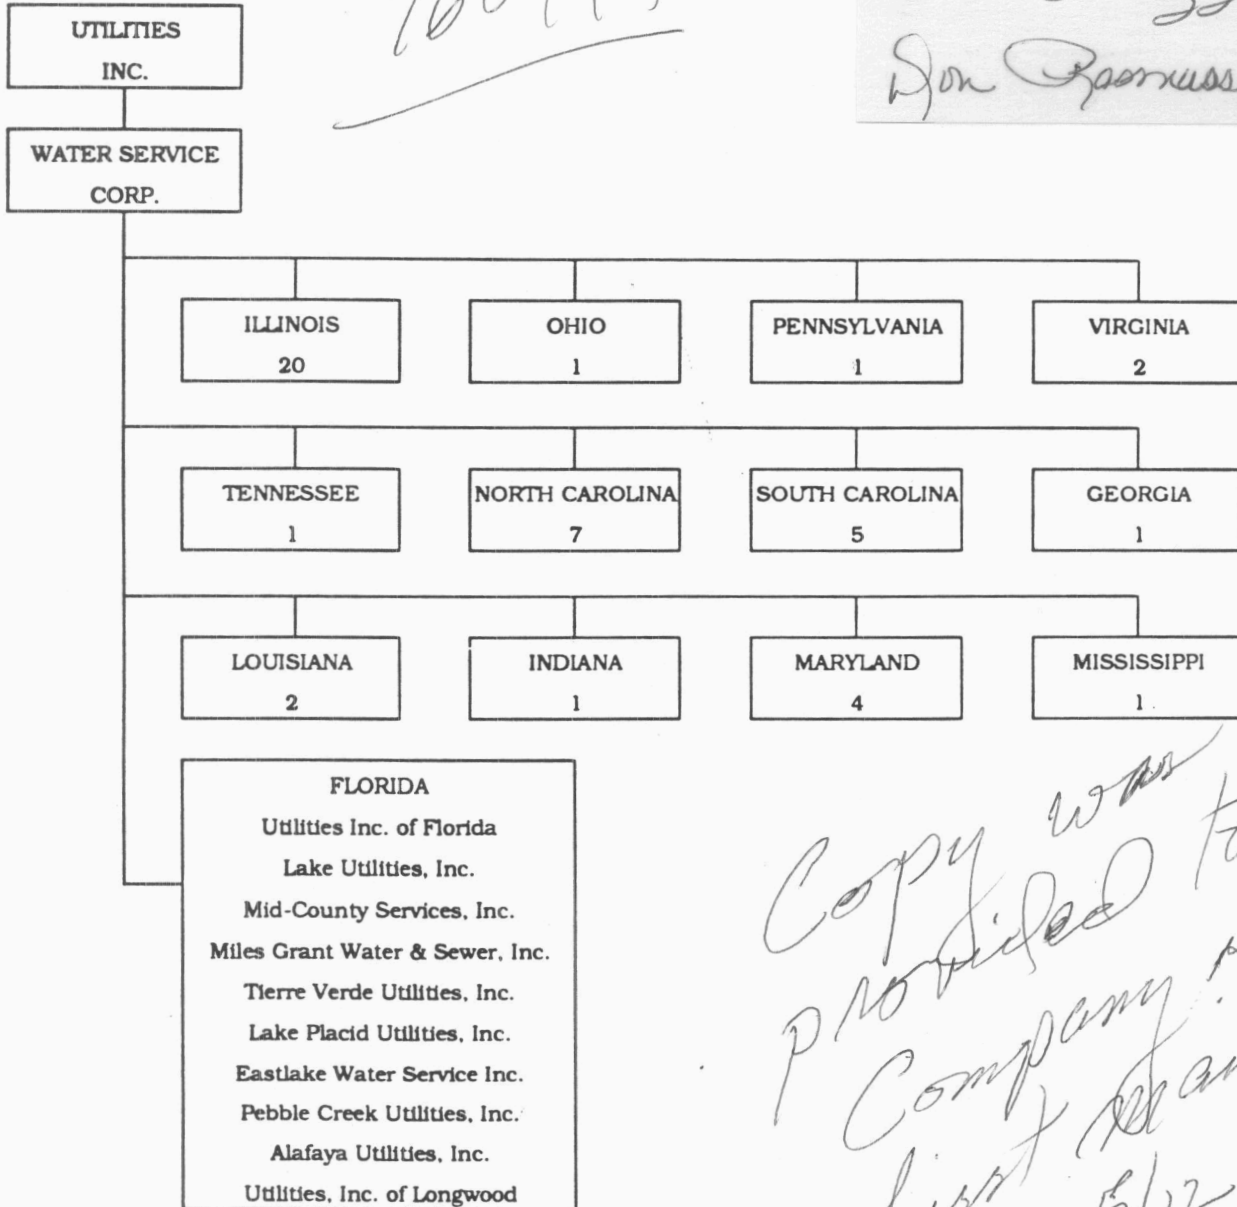 UTILITIES
INC.
WATER SERVICE
CORP.
Don
ILLINOIS
20
OHIO
1
PENNSYLVANIA
1
VIRGINIA
2
TENNESSEE
1
NORTH CAROLINA
7
SOUTH CAROLINA
5
GEORGIA
1
LOUISIANA
2
INDIANA
1
MARYLAND
4
MISSISSIPPI
1
FLORIDA
Utilities Inc. of Florida
Lake Utilities, Inc.
Mid-County Services, Inc.
Miles Grant Water & Sewer, Inc.
Tierre Verde Utilities, Inc.
Lake Placid Utilities, Inc.
Eastlake Water Service Inc.
Pebble Creek Utilities, Inc.
Alafaya Utilities, Inc.
Utilities, Inc. of Longwood
Copy was
provided
Company